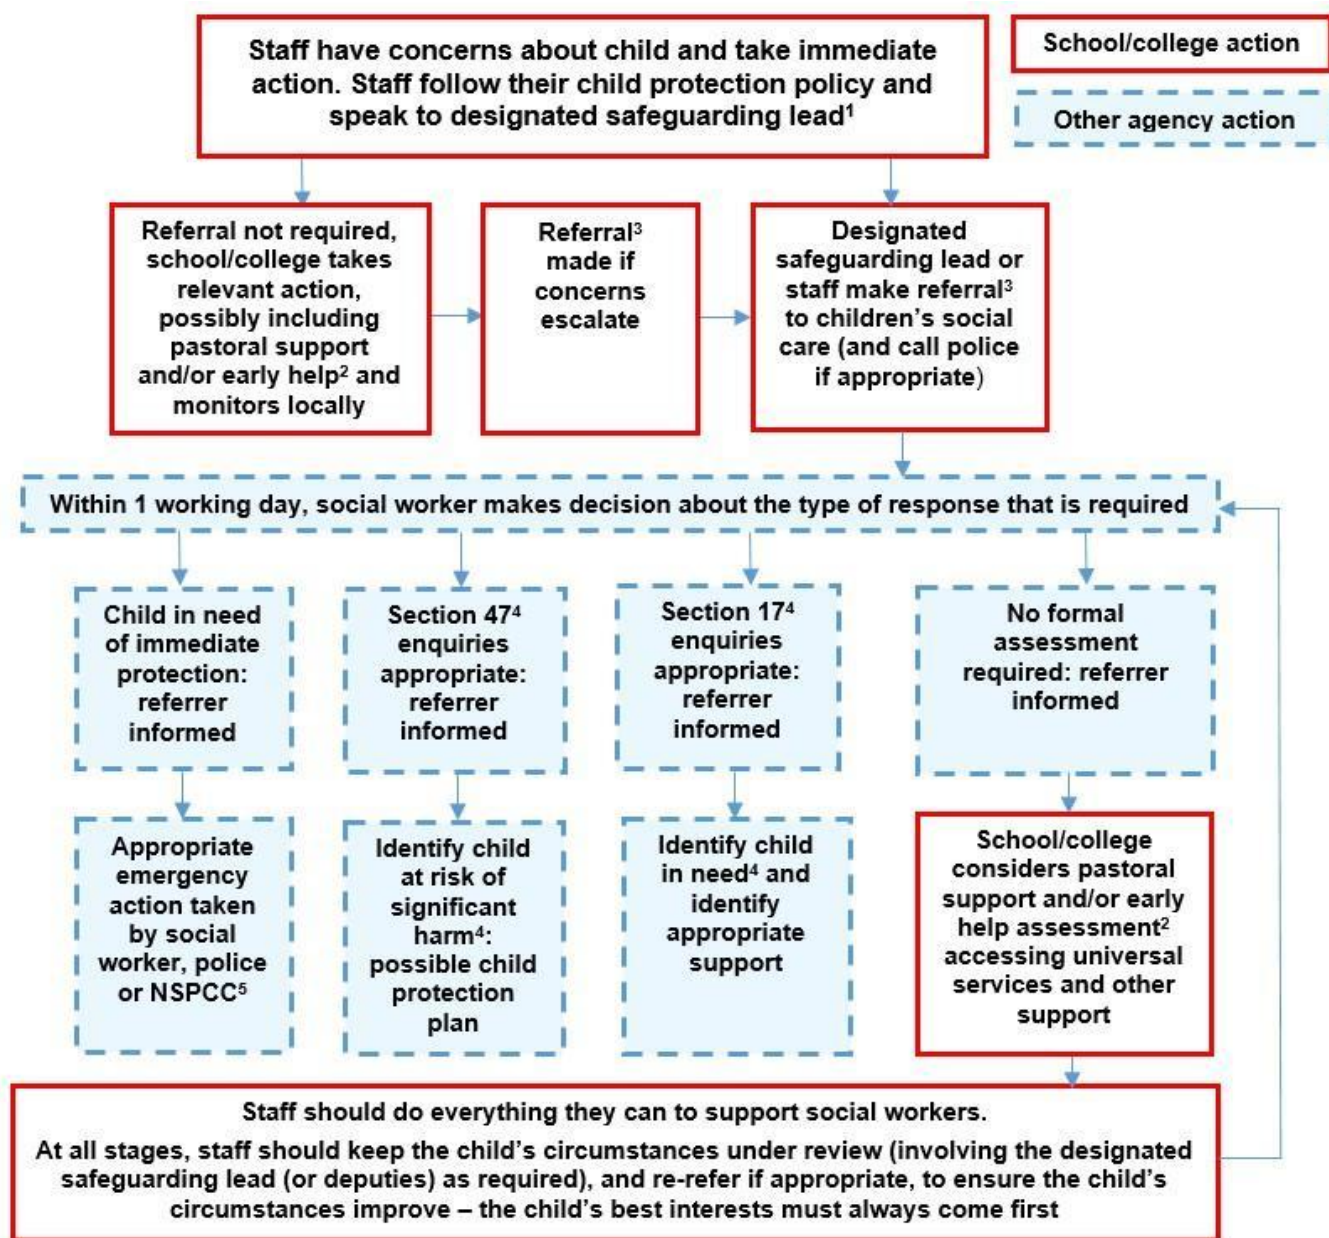 Staff have concerns about child and take immediate
action. Staff follow their child protection policy and
speak to designated safeguarding lead¹
School/college action
Other agency action
Referral not required,
school/college takes
relevant action,
possibly including
pastoral support
and/or early help² and
monitors locally
Referral³
made if
concerns
escalate
Designated
safeguarding lead or
staff make referral³
to children’s social
care (and call police
if appropriate)
Within 1 working day, social worker makes decision about the type of response that is required
Child in need
of immediate
protection:
referrer
informed
Section 47⁴
enquiries
appropriate:
referrer
informed
Section 17⁴
enquiries
appropriate:
referrer
informed
No formal
assessment
required: referrer
informed
Appropriate
emergency
action taken
by social
worker, police
or NSPCC⁵
Identify child
at risk of
significant
harm⁴:
possible child
protection
plan
Identify child
in need⁴ and
identify
appropriate
support
School/college
considers pastoral
support and/or early
help assessment²
accessing universal
services and other
support
Staff should do everything they can to support social workers.
At all stages, staff should keep the child’s circumstances under review (involving the designated
safeguarding lead (or deputies) as required), and re-refer if appropriate, to ensure the child’s
circumstances improve – the child’s best interests must always come first